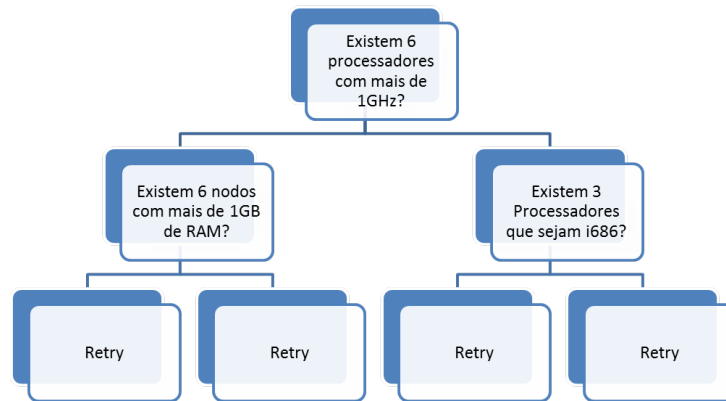 Existem 6
processadores
com mais de
1GHz?
Existem 6 nodos
com mais de 1GB
de RAM?
Existem 3
Processadores
que sejam i686?
Retry
Retry
Retry
Retry